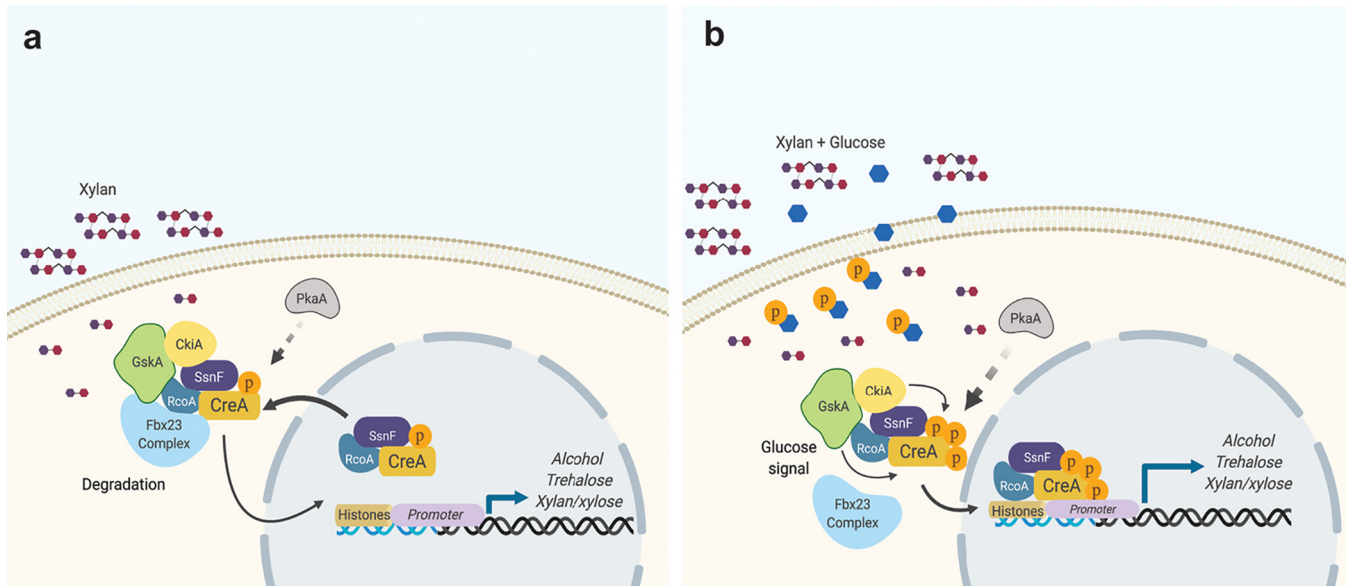 a
Xylan
PkaA
CkiA
GskA
SsnF
p
RcoA
CreA
Fbx23
Complex
Degradation
SsnF
p
RcoA
CreA
Alcohol
Trehalose
Xylan/xylose
Histones
Promoter
b
Xylan + Glucose
p
p
p
p
PkaA
CkiA
GskA
SsnF
p
p
RcoA
CreA
p
Glucose
signal
Fbx23
Complex
SsnF
p
p
RcoA
CreA
p
Histones
Promoter
Alcohol
Trehalose
Xylan/xylose